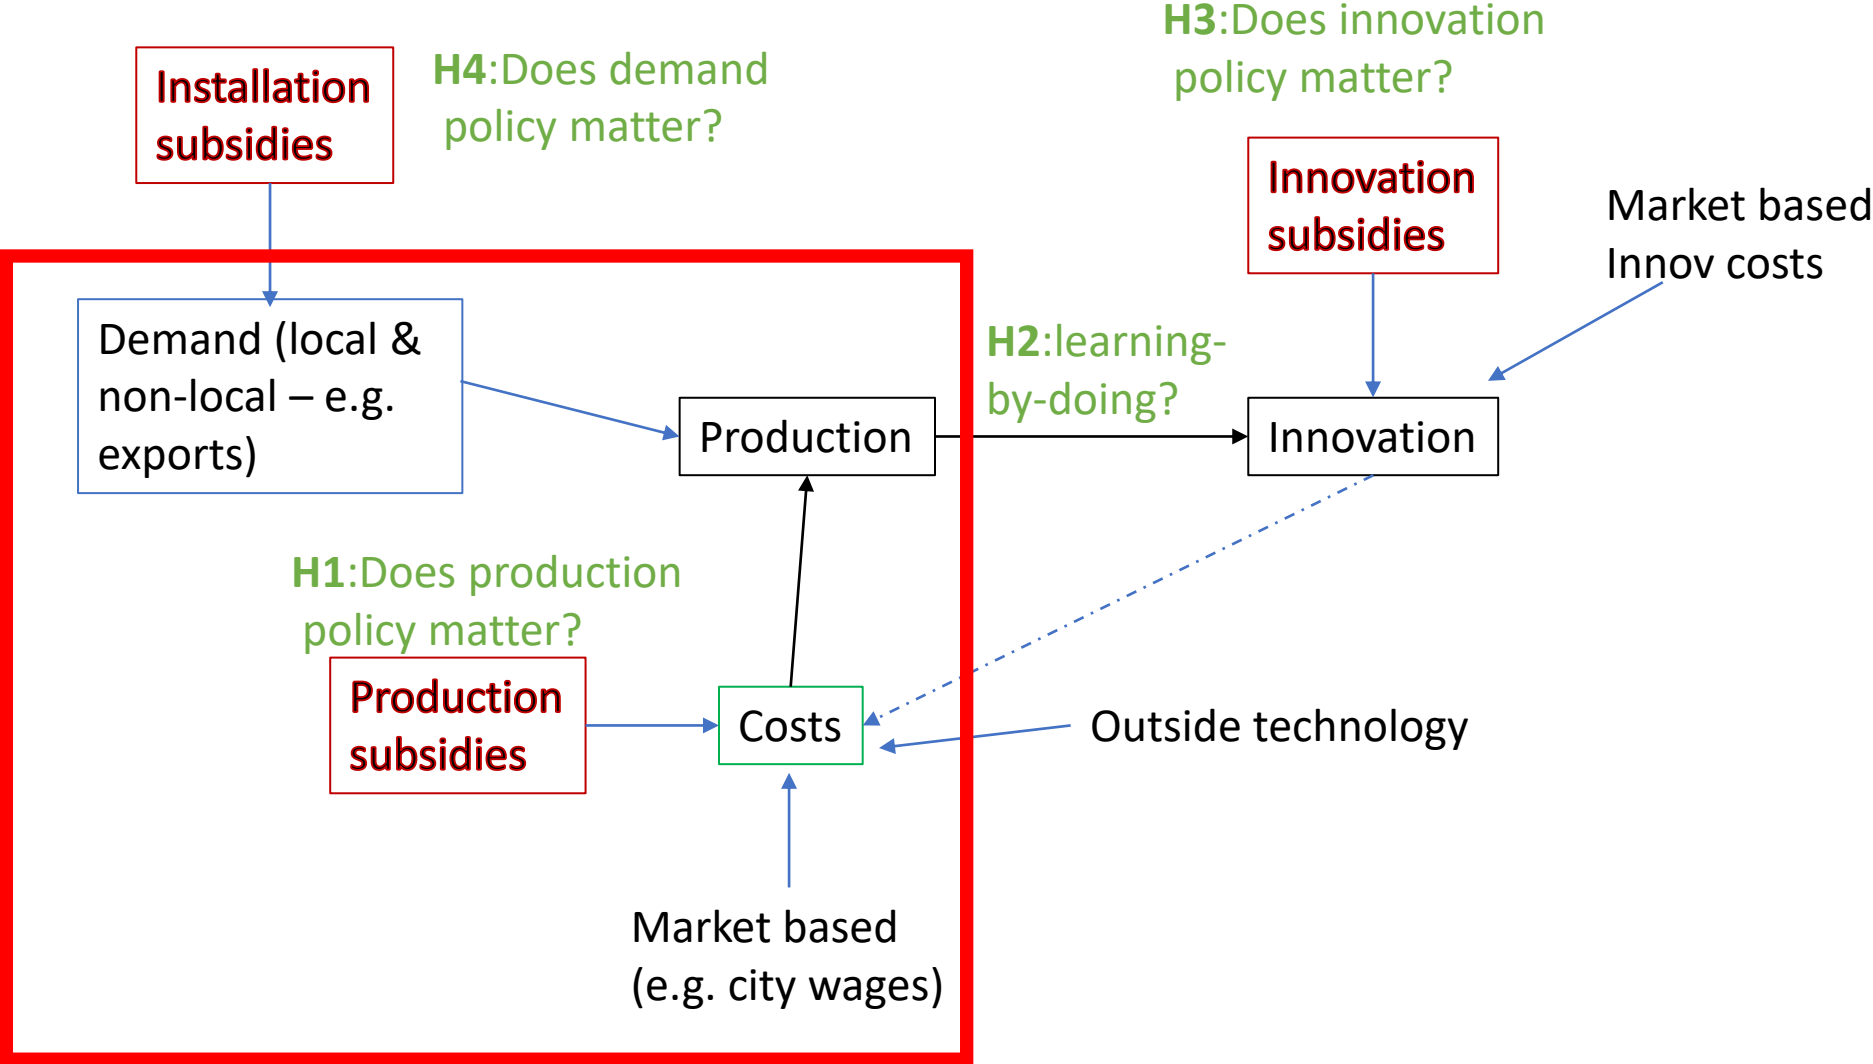 H3:Does innovation
policy matter?
H4:Does demand
policy matter?
Installation
subsidies
Innovation
subsidies
Market based
Innov costs
Demand (local &
non-local – e.g.
exports)
H2:learning-
by-doing?
Production
Innovation
H1:Does production
policy matter?
Production
subsidies
Costs
Outside technology
Market based
(e.g. city wages)